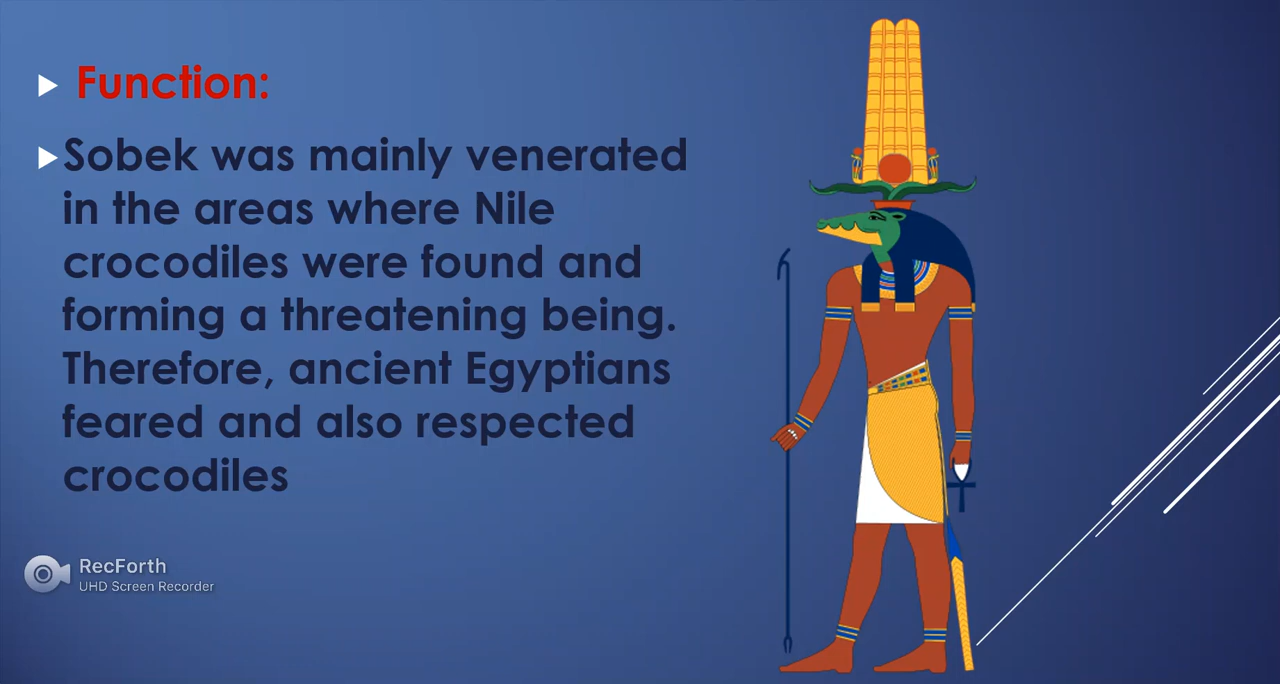 Function:
Sobek was mainly venerated
in the areas where Nile
crocodiles were found and
forming a threatening being.
Therefore, ancient Egyptians
feared and also respected
crocodiles
RecForth
UHD Screen Recorder